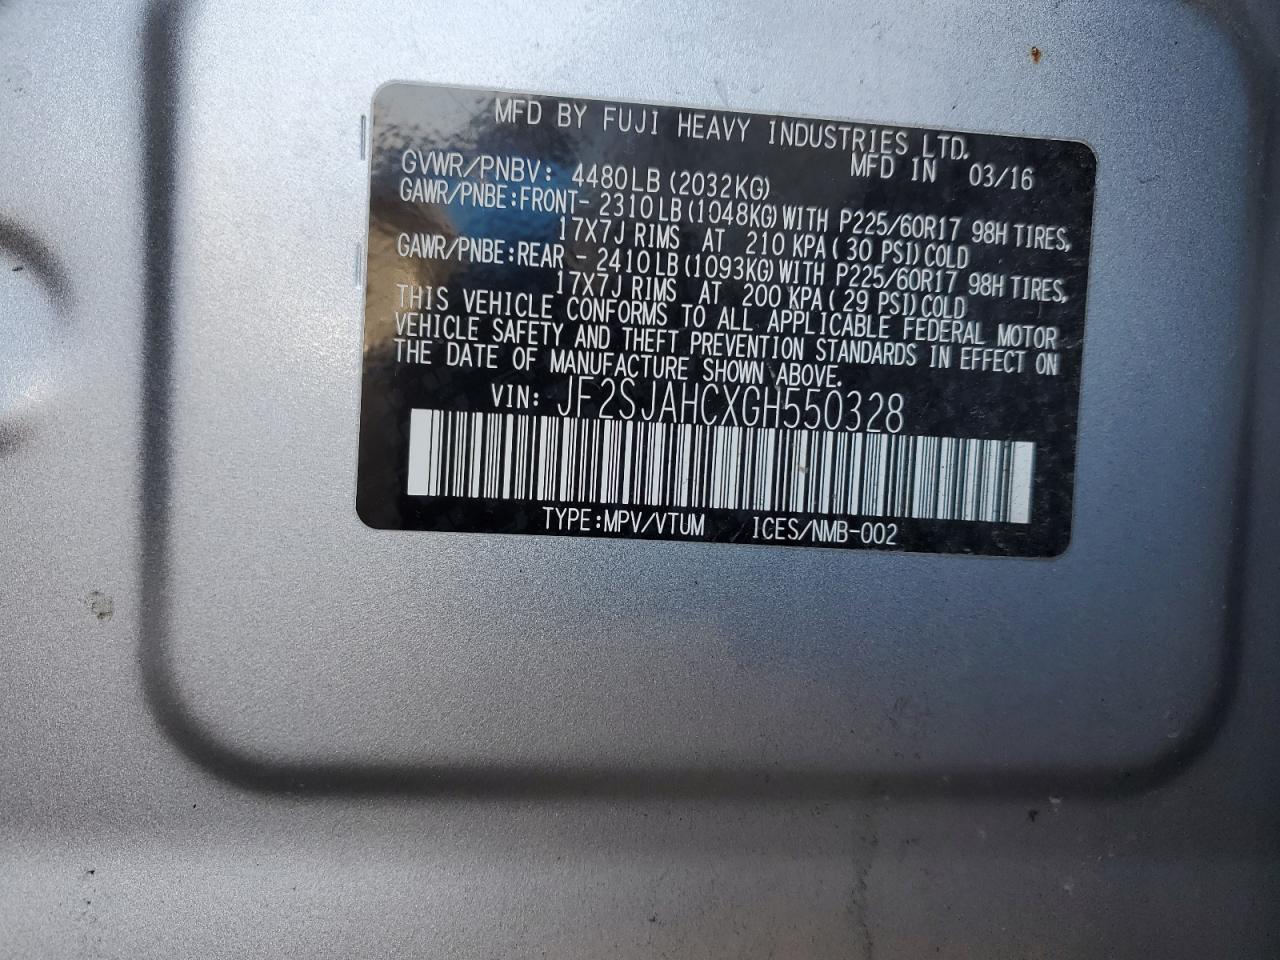 MFD BY FUJI HEAVY INDUSTRIES LTD.
MFD IN 03/16
GVWR/PNBV: 4480LB(2032KG)
GAWR/PNBE:FRONT- 2310LB(1048KG)WITH P225/60R17 98H TIRES,
17X7J RIMS AT 210 KPA(30 PSI)COLD
GAWR/PNBE:REAR - 2410LB(1093KG)WITH P225/60R17 98H TIRES,
17X7J RIMS AT 200 KPA(29 PSI)COLD
THIS VEHICLE CONFORMS TO ALL APPLICABLE FEDERAL MOTOR
VEHICLE SAFETY AND THEFT PREVENTION STANDARDS IN EFFECT ON
THE DATE OF MANUFACTURE SHOWN ABOVE.
VIN: JF2SJAHCXGH550328
TYPE:MPV/VTUM ICES/NMB-002